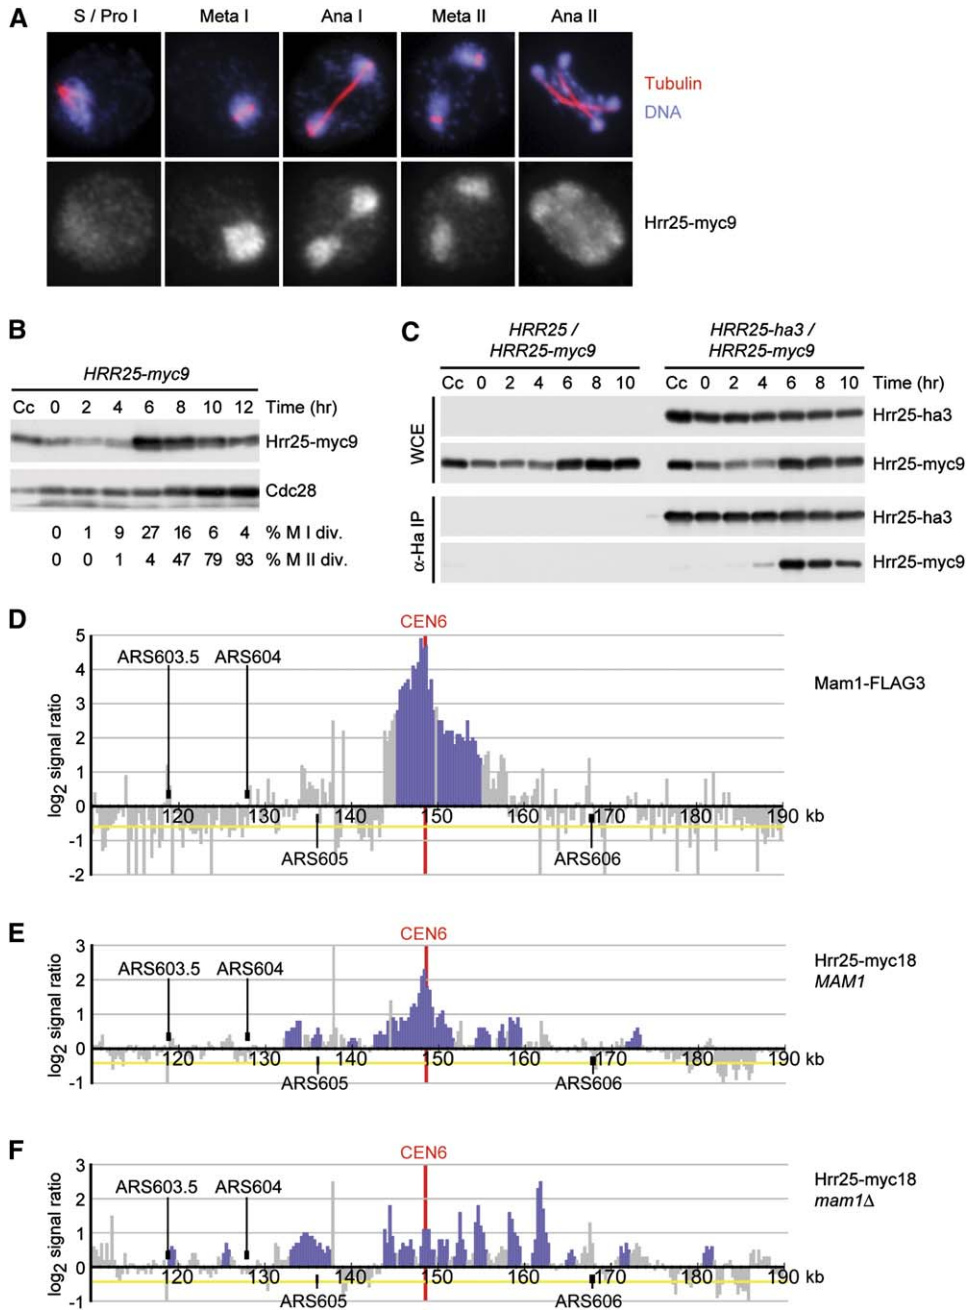 A
S / Pro I Meta I Ana I Meta II Ana II
Tubulin
DNA
Hrr25-myc9
B
HRR25-myc9
Cc 0 2 4 6 8 10 12 Time (hr)
Hrr25-myc9
Cdc28
0 1 9 27 16 6 4 % M I div.
0 0 1 4 47 79 93 % M II div.
C
HRR25 / HRR25-ha3 /
HRR25-myc9 HRR25-myc9
Cc 0 2 4 6 8 10 Cc 0 2 4 6 8 10 Time (hr)
WCE
Hrr25-ha3
Hrr25-myc9
α-Ha IP
Hrr25-ha3
Hrr25-myc9
D
CEN6
ARS603.5 ARS604
Mam1-FLAG3
log2 signal ratio
5
4
3
2
1
0
-1
-2
120 130 140 150 160 170 180 190 kb
ARS605 ARS606
E
CEN6
ARS603.5 ARS604
Hrr25-myc18
MAM1
log2 signal ratio
3
2
1
0
-1
120 130 140 150 160 170 180 190 kb
ARS605 ARS606
F
CEN6
ARS603.5 ARS604
Hrr25-myc18
mam1Δ
log2 signal ratio
3
2
1
0
-1
120 130 140 150 160 170 180 190 kb
ARS605 ARS606